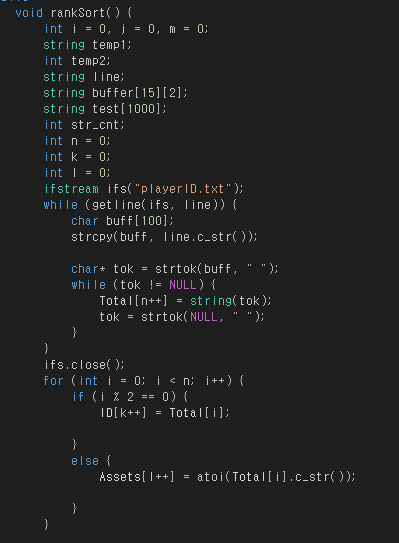 void rankSort() {
int i = 0, j = 0, m = 0;
string temp1;
int temp2;
string line;
string buffer[15][2];
string test[1000];
int str_cnt;
int n = 0;
int k = 0;
int l = 0;
ifstream ifs("playerID.txt");
while (getline(ifs, line)) {
char buff[100];
strcpy(buff, line.c_str());
char* tok = strtok(buff, " ");
while (tok != NULL) {
Total[n++] = string(tok);
tok = strtok(NULL, " ");
}
}
ifs.close();
for (int i = 0; i < n; i++) {
if (i % 2 == 0) {
ID[k++] = Total[i];
}
else {
Assets[l++] = atoi(Total[i].c_str());
}
}